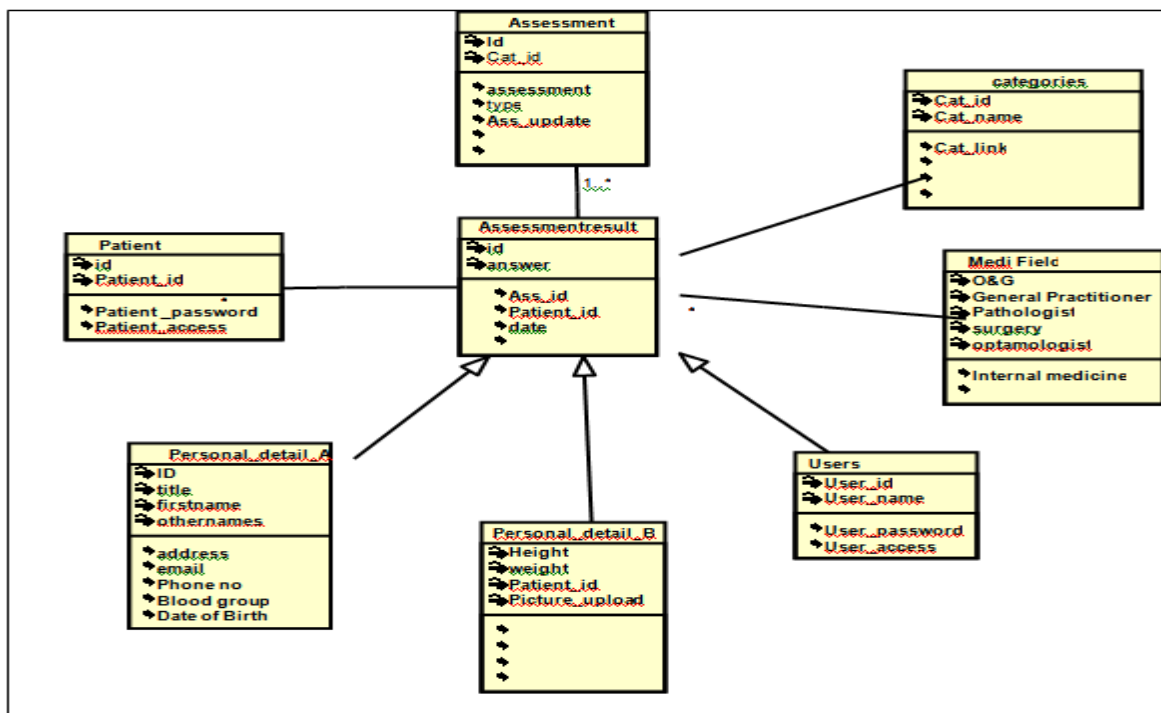 Assessment
Id
Cat_id
assessment
type
Ass_update
categories
Cat_id
Cat_name
Cat_link
1..*
Assessmentresult
id
answer
Ass_id
Patient_id
date
Patient
id
Patient_id
*
Patient _password
Patient_access
Medi Field
O&G
General Practitioner
Pathologist
surgery
optamologist
Internal medicine
*
Personal_detail_A
ID
title
firstname
othernames
address
email
Phone no
Blood group
Date of Birth
Personal_detail_B
Height
weight
Patient_id
Picture_upload
Users
User_id
User_name
User_password
User_access